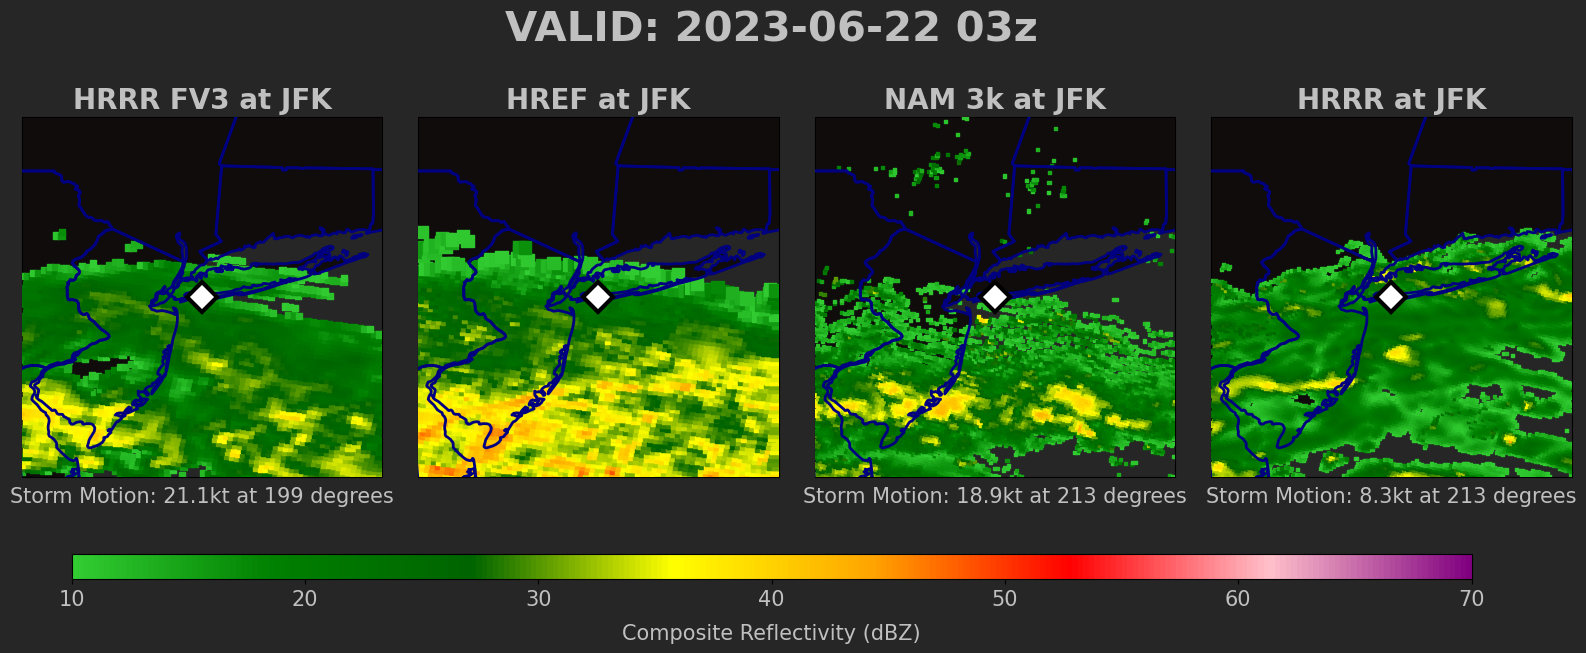 VALID: 2023-06-22 03z
HRRR FV3 at JFK
HREF at JFK
NAM 3k at JFK
HRRR at JFK
Storm Motion: 21.1kt at 199 degrees
Storm Motion: 18.9kt at 213 degrees
Storm Motion: 8.3kt at 213 degrees
10 20 30 40 50 60 70
Composite Reflectivity (dBZ)